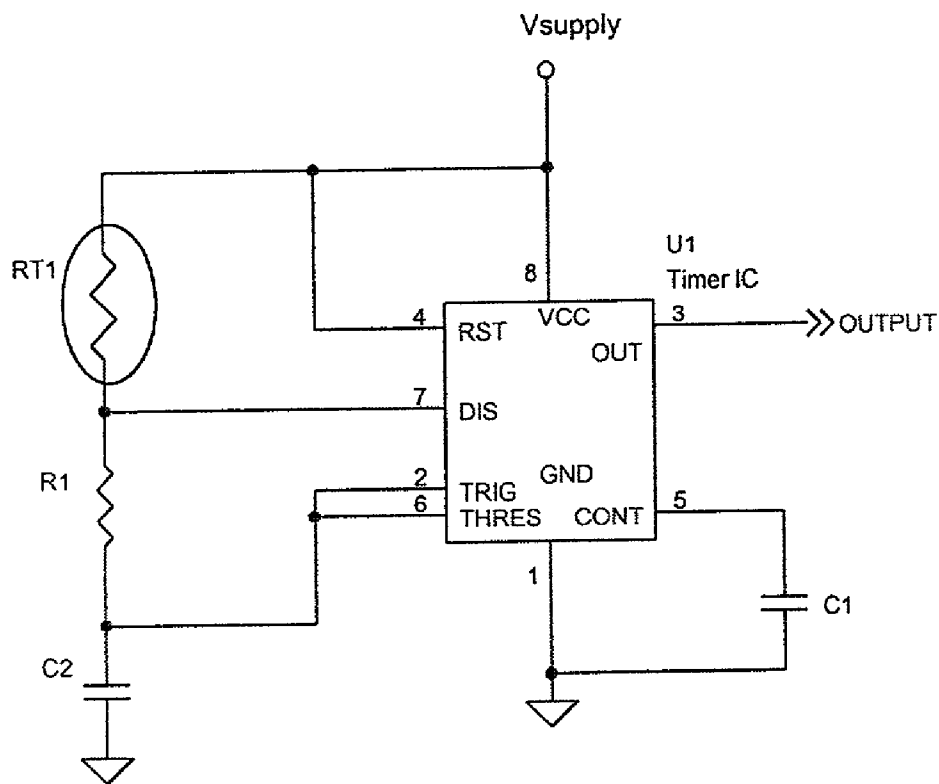 Vsupply
RT1
U1
Timer IC
8
4
RST
VCC
3
OUT
OUTPUT
7
DIS
R1
2
TRIG
GND
6
THRES
CONT
5
1
C1
C2